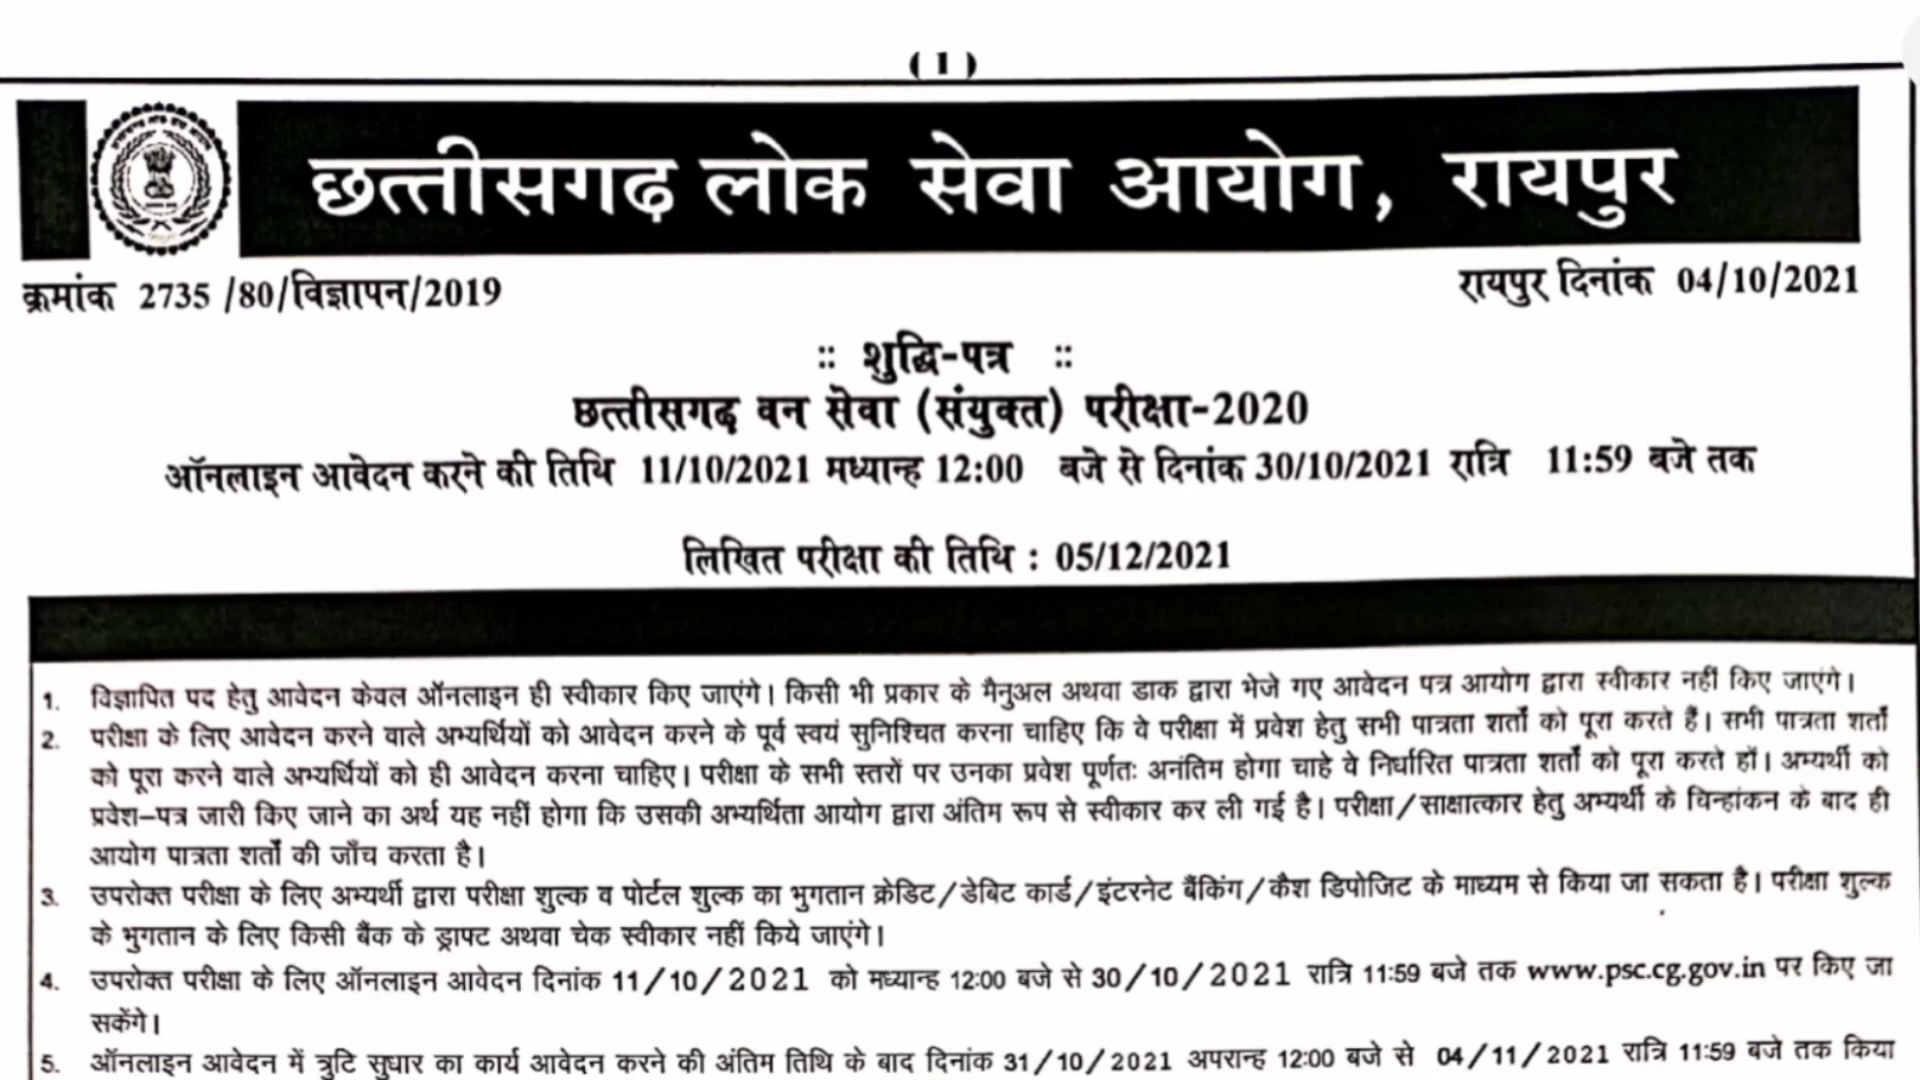 ( 1 )
छत्तीसगढ़ लोक सेवा आयोग, रायपुर
क्रमांक 2735 /80/विज्ञापन/2019 रायपुर दिनांक 04/10/2021
:: शुद्धि-पत्र ::
छत्तीसगढ़ वन सेवा (संयुक्त) परीक्षा-2020
ऑनलाइन आवेदन करने की तिथि 11/10/2021 मध्यान्ह 12:00 बजे से दिनांक 30/10/2021 रात्रि 11:59 बजे तक
लिखित परीक्षा की तिथि : 05/12/2021
1. विज्ञापित पद हेतु आवेदन केवल ऑनलाइन ही स्वीकार किए जाएंगे। किसी भी प्रकार के मैनुअल अथवा डाक द्वारा भेजे गए आवेदन पत्र आयोग द्वारा स्वीकार नहीं किए जाएंगे।
2. परीक्षा के लिए आवेदन करने वाले अभ्यर्थियों को आवेदन करने के पूर्व स्वयं सुनिश्चित करना चाहिए कि वे परीक्षा में प्रवेश हेतु सभी पात्रता शर्तों को पूरा करते हैं। सभी पात्रता शर्तों
को पूरा करने वाले अभ्यर्थियों को ही आवेदन करना चाहिए। परीक्षा के सभी स्तरों पर उनका प्रवेश पूर्णतः अनंतिम होगा चाहे वे निर्धारित पात्रता शर्तों को पूरा करते हों। अभ्यर्थी को
प्रवेश–पत्र जारी किए जाने का अर्थ यह नहीं होगा कि उसकी अभ्यर्थिता आयोग द्वारा अंतिम रूप से स्वीकार कर ली गई है। परीक्षा/साक्षात्कार हेतु अभ्यर्थी के चिन्हांकन के बाद ही
आयोग पात्रता शर्तों की जाँच करता है।
3. उपरोक्त परीक्षा के लिए अभ्यर्थी द्वारा परीक्षा शुल्क व पोर्टल शुल्क का भुगतान क्रेडिट/डेबिट कार्ड/इंटरनेट बैंकिंग/कैश डिपोजिट के माध्यम से किया जा सकता है। परीक्षा शुल्क
के भुगतान के लिए किसी बैंक के ड्राफ्ट अथवा चेक स्वीकार नहीं किये जाएंगे।
4. उपरोक्त परीक्षा के लिए ऑनलाइन आवेदन दिनांक 11/10/2021 को मध्यान्ह 12:00 बजे से 30/10/2021 रात्रि 11:59 बजे तक www.psc.cg.gov.in पर किए जा
सकेंगे।
5. ऑनलाइन आवेदन में त्रुटि सुधार का कार्य आवेदन करने की अंतिम तिथि के बाद दिनांक 31/10/2021 अपरान्ह 12:00 बजे से 04/11/2021 रात्रि 11:59 बजे तक किया